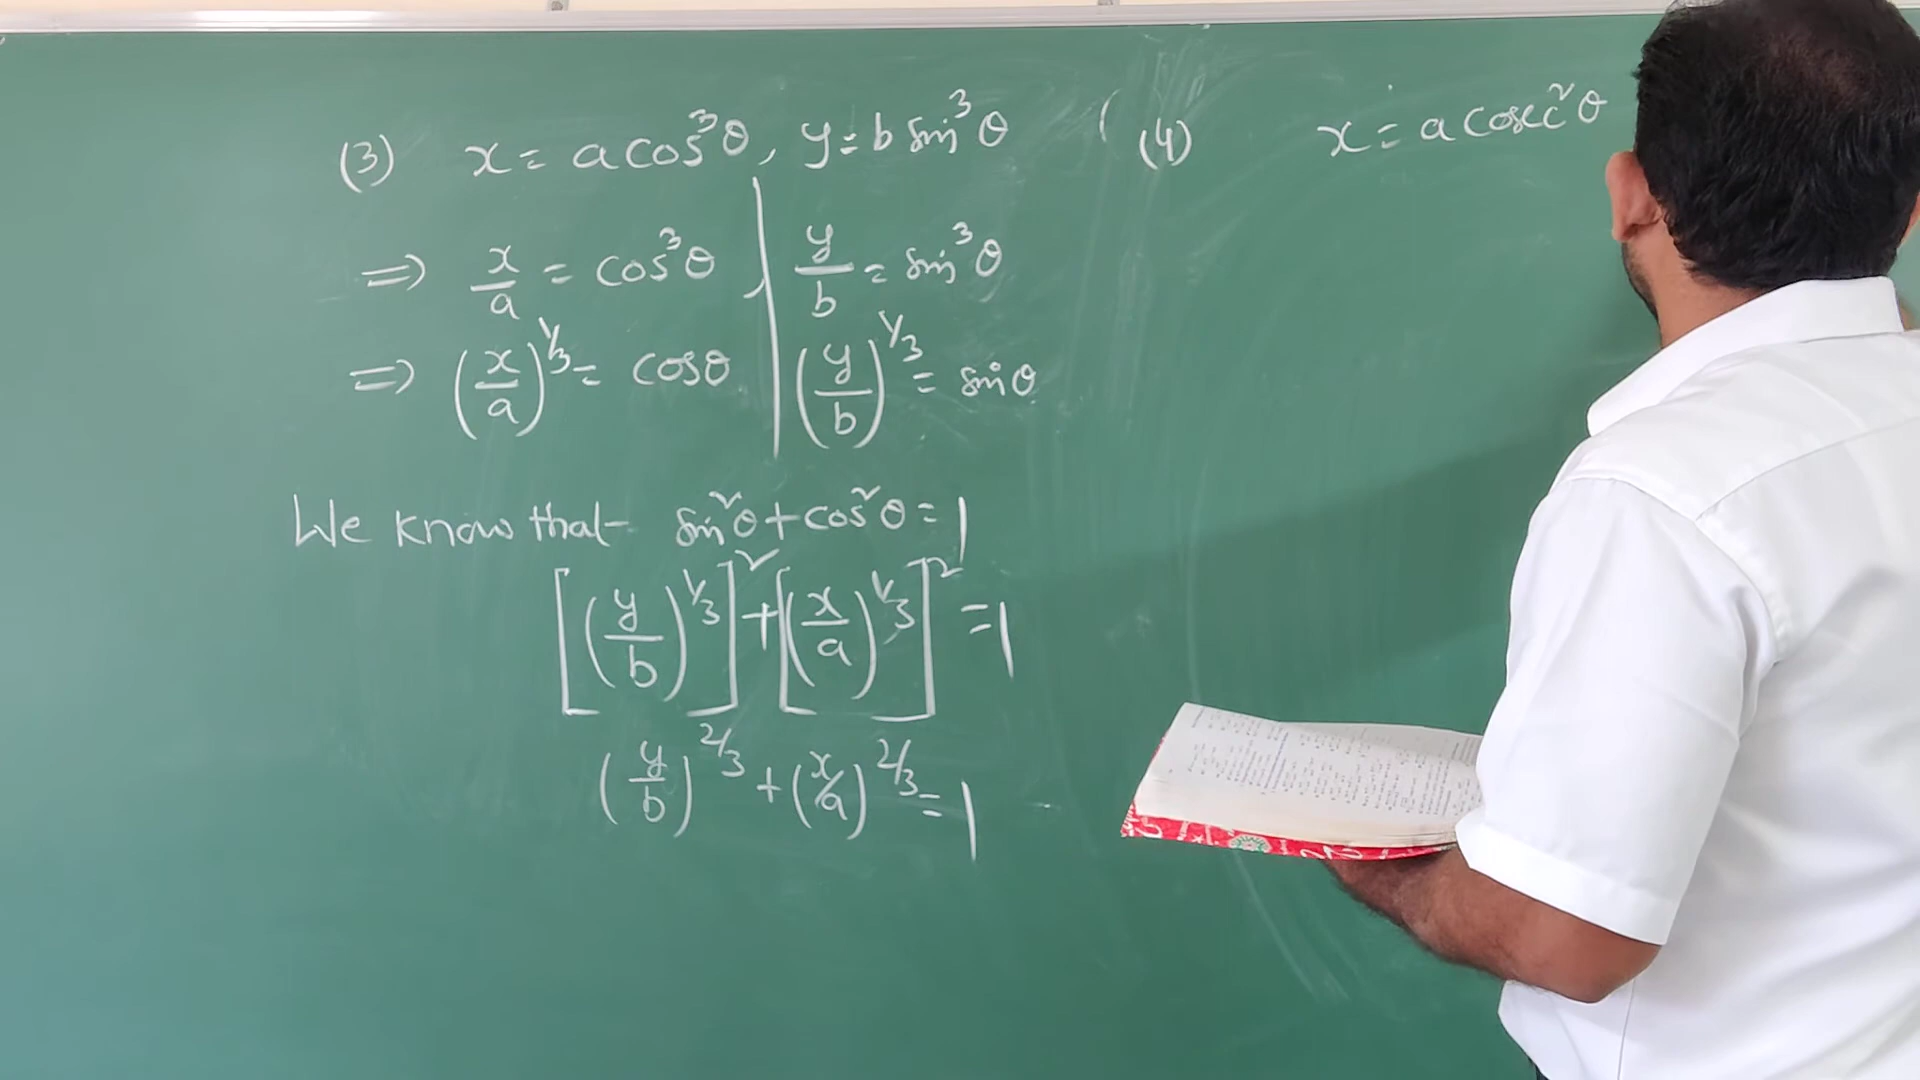 (3) x = a cos³θ, y = b sin³θ
⇒ x/a = cos³θ, y/b = sin³θ
⇒ (x/a)^1/3 = cosθ (y/b)^1/3 = sinθ
We know that sin²θ + cos²θ = 1
[(y/b)^1/3]² + [(x/a)^1/3]² = 1
(y/b)^2/3 + (x/a)^2/3 = 1
(4) x = a cosec²θ